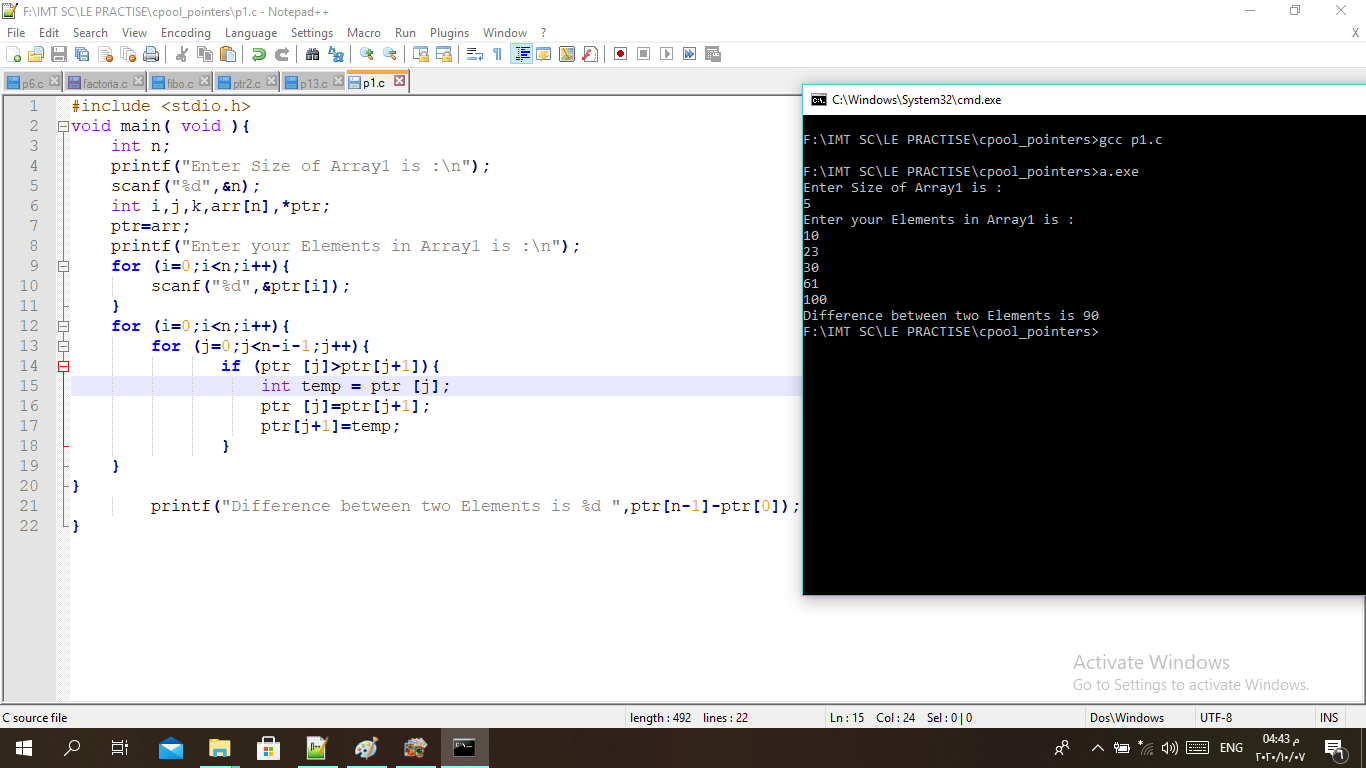 F:\IMT SC\LE PRACTISE\cpool_pointers\p1.c - Notepad++
File Edit Search View Encoding Language Settings Macro Run Plugins Window ? X
p6.c factoria.c fibo.c ptr2.c p13.c p1.c
1 #include <stdio.h>
2 void main( void ){
3 int n;
4 printf("Enter Size of Array1 is :\n");
5 scanf("%d",&n);
6 int i,j,k,arr[n],*ptr;
7 ptr=arr;
8 printf("Enter your Elements in Array1 is :\n");
9 for (i=0;i<n;i++){
10 scanf("%d",&ptr[i]);
11 }
12 for (i=0;i<n;i++){
13 for (j=0;j<n-i-1;j++){
14 if (ptr [j]>ptr[j+1]){
15 int temp = ptr [j];
16 ptr [j]=ptr[j+1];
17 ptr[j+1]=temp;
18 }
19 }
20 }
21 printf("Difference between two Elements is %d ",ptr[n-1]-ptr[0]);
22 }
C:\Windows\System32\cmd.exe
F:\IMT SC\LE PRACTISE\cpool_pointers>gcc p1.c
F:\IMT SC\LE PRACTISE\cpool_pointers>a.exe
Enter Size of Array1 is :
5
Enter your Elements in Array1 is :
10
23
30
61
100
Difference between two Elements is 90
F:\IMT SC\LE PRACTISE\cpool_pointers>
Activate Windows
Go to Settings to activate Windows.
C source file length : 492 lines : 22 Ln : 15 Col : 24 Sel : 0 | 0 Dos\Windows UTF-8 INS
ENG 04:43 م
٢٠٢٠/١٠/٠٧
1